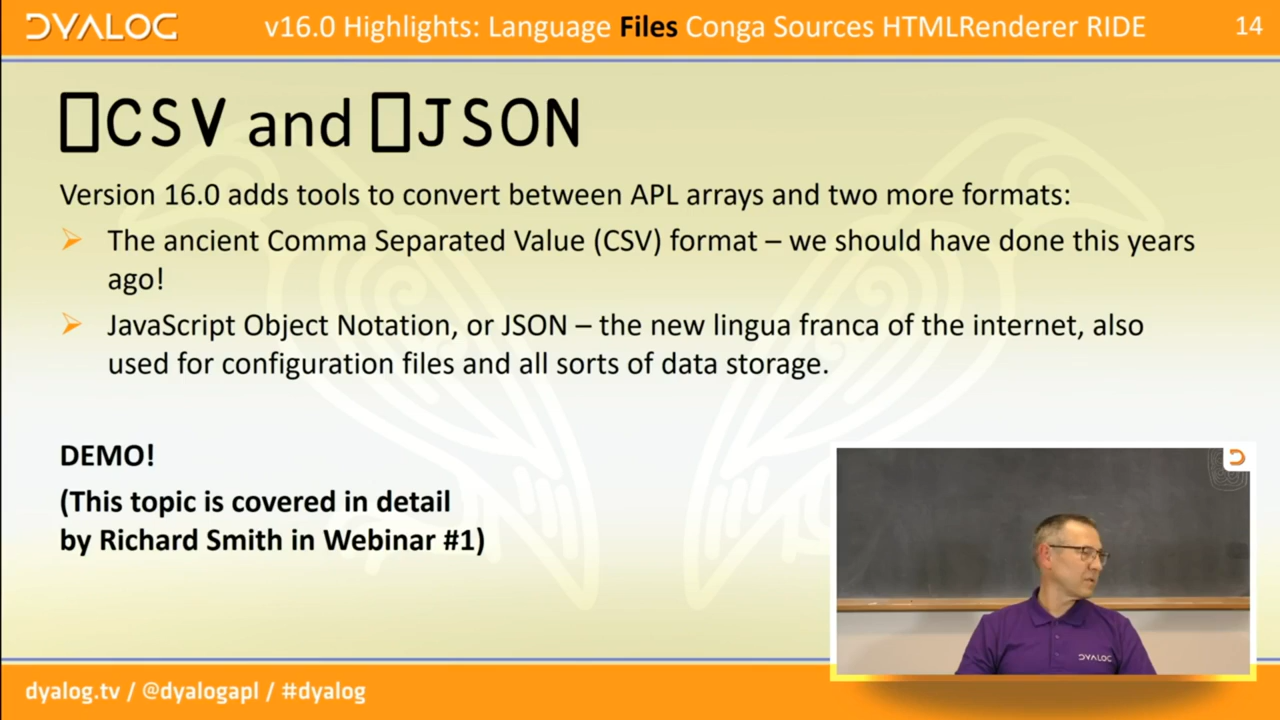 DYALOG
v16.0 Highlights: Language Files Conga Sources HTMLRenderer RIDE
14
⎕CSV and ⎕JSON
Version 16.0 adds tools to convert between APL arrays and two more formats:
➢ The ancient Comma Separated Value (CSV) format – we should have done this years
ago!
➢ JavaScript Object Notation, or JSON – the new lingua franca of the internet, also
used for configuration files and all sorts of data storage.
DEMO!
(This topic is covered in detail
by Richard Smith in Webinar #1)
DYALOG
dyalog.tv / @dyalogapl / #dyalog